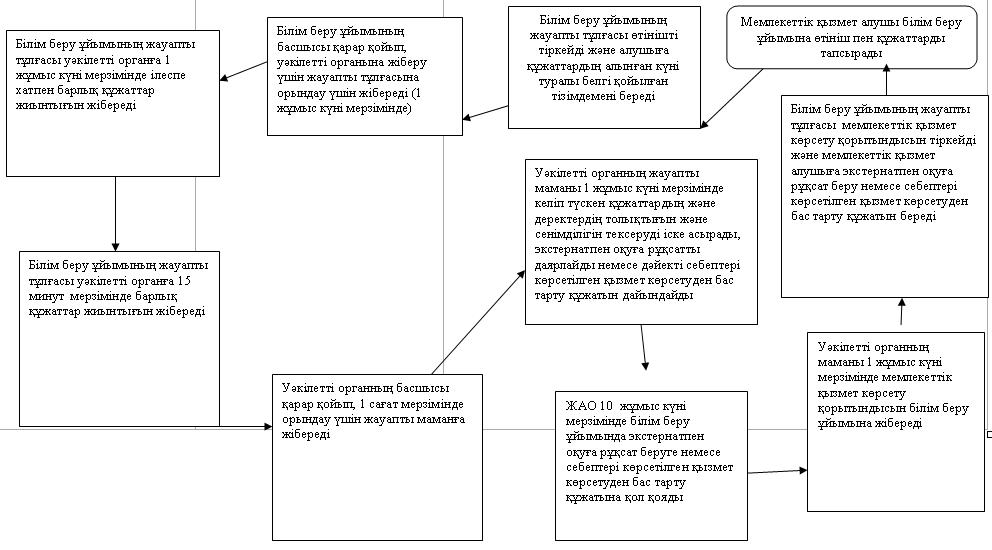 Мемлекеттік қызмет алушы білім беру
ұйымына өтініш пен құжаттарды
тапсырады
Білім беру ұйымының
жауапты тұлғасы өтінішті
тіркейді және алушыға
құжаттардың алынған күні
туралы белгі қойылған
тізімдемені береді
Білім беру ұйымының
басшысы қарар қойып,
уәкілетті органына жіберу
үшін жауапты тұлғасына
орындау үшін жібереді (1
жұмыс күні мерзімінде)
Білім беру ұйымының жауапты
тұлғасы уәкілетті органға 1
жұмыс күні мерзімінде ілеспе
хатпен барлық құжаттар
жиынтығын жібереді
Білім беру ұйымының жауапты
тұлғасы уәкілетті органға 15
минут мерзімінде барлық
құжаттар жиынтығын жібереді
Уәкілетті органның басшысы
қарар қойып, 1 сағат мерзімінде
орындау үшін жауапты маманға
жібереді
Уәкілетті органның жауапты
маманы 1 жұмыс күні мерзімінде
келіп түскен құжаттардың және
деректердің толықтығын және
сенімділігін тексеруді іске асырады,
экстернатпен оқуға рұқсатты
даярлайды немесе дәйекті себептері
көрсетілген қызмет көрсетуден бас
тарту құжатын дайындайды
ЖАО 10 жұмыс күні
мерзімінде білім беру
ұйымында экстернатпен
оқуға рұқсат беруге немесе
себептері көрсетілген қызмет
көрсетуден бас тарту
құжатына қол қояды
Уәкілетті органның
маманы 1 жұмыс күні
мерзімінде мемлекеттік
қызмет көрсету
қорытындысын білім беру
ұйымына жібереді
Білім беру ұйымының жауапты
тұлғасы мемлекеттік қызмет
көрсету қорытындысын тіркейді
және мемлекеттік қызмет
алушыға экстернатпен оқуға
рұқсат беру немесе себептері
көрсетілген қызмет көрсетуден
бас тарту құжатын береді